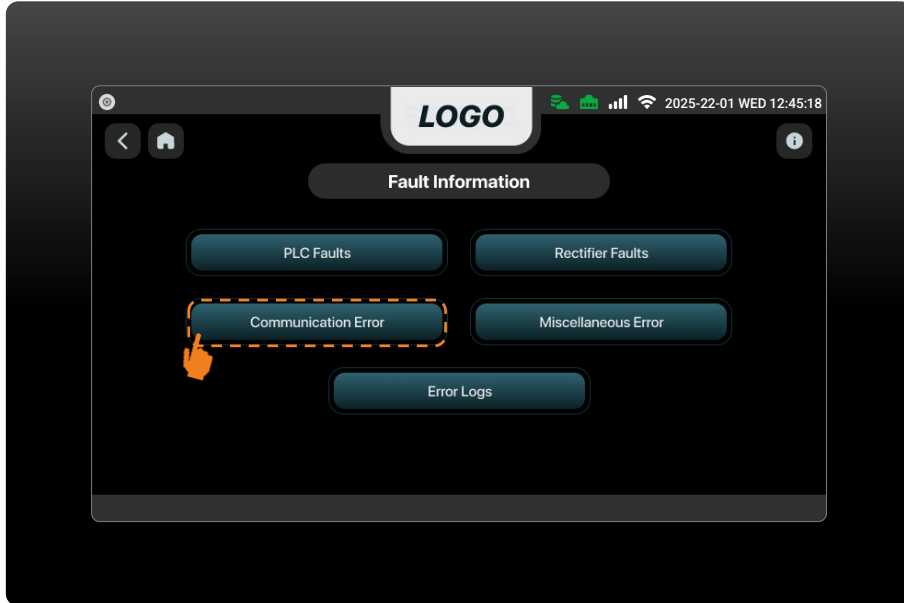 LOGO
2025-22-01 WED 12:45:18
Fault Information
PLC Faults
Rectifier Faults
Communication Error
Miscellaneous Error
Error Logs